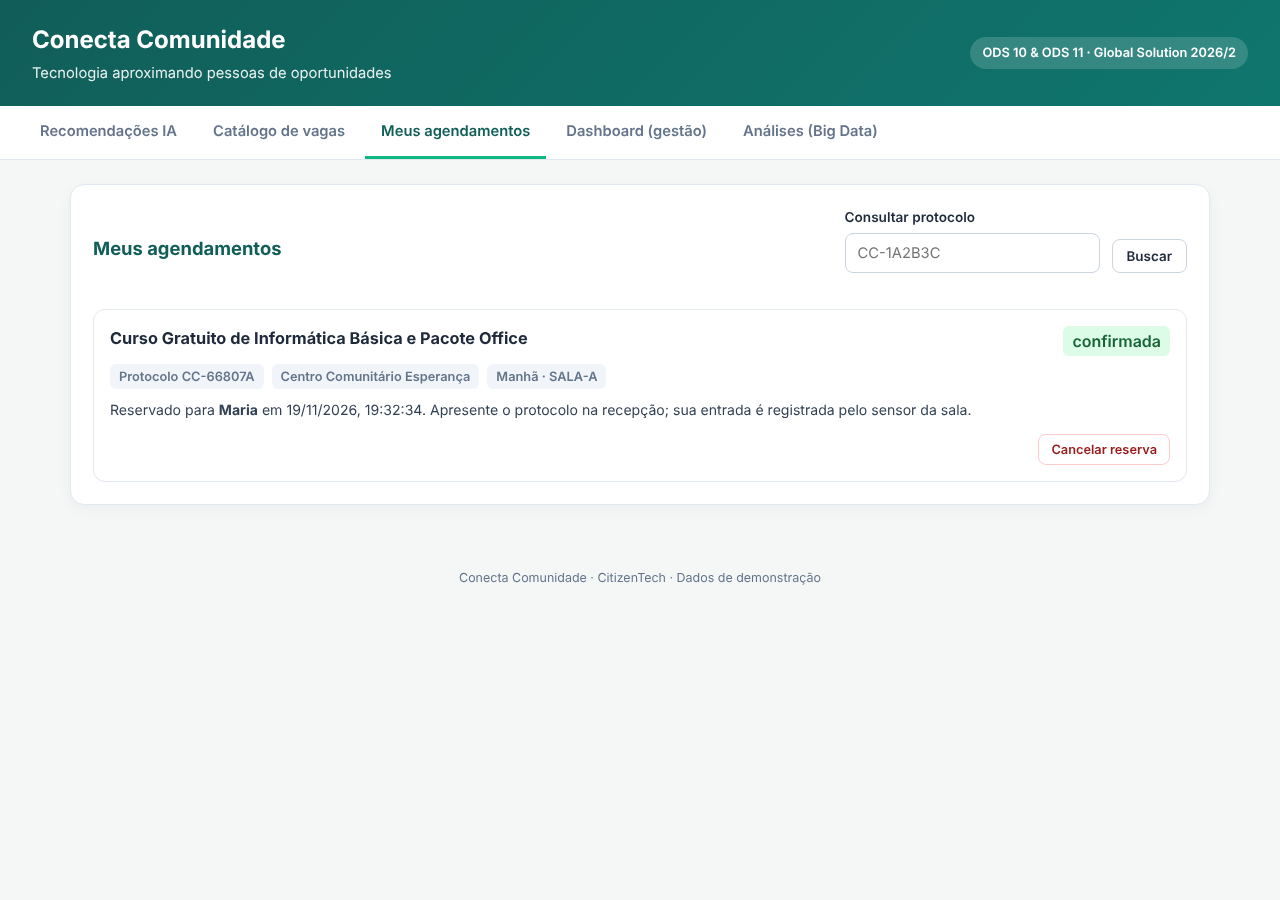 Conecta Comunidade
Tecnologia aproximando pessoas de oportunidades
ODS 10 & ODS 11 · Global Solution 2026/2
Recomendações IA
Catálogo de vagas
Meus agendamentos
Dashboard (gestão)
Análises (Big Data)
Meus agendamentos
Consultar protocolo
CC-1A2B3C
Buscar
Curso Gratuito de Informática Básica e Pacote Office
confirmada
Protocolo CC-66807A
Centro Comunitário Esperança
Manhã · SALA-A
Reservado para Maria em 19/11/2026, 19:32:34. Apresente o protocolo na recepção; sua entrada é registrada pelo sensor da sala.
Cancelar reserva
Conecta Comunidade · CitizenTech · Dados de demonstração